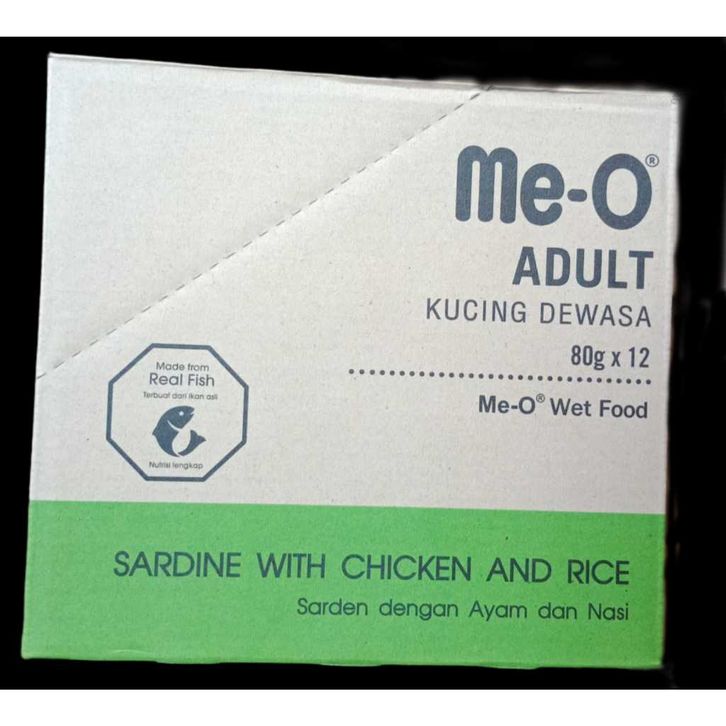 Me-O®
ADULT
KUCING DEWASA
80g x 12
Me-O® Wet Food
Made from
Real Fish
Terbuat dari ikan asli
Nutrisi lengkap
SARDINE WITH CHICKEN AND RICE
Sarden dengan Ayam dan Nasi